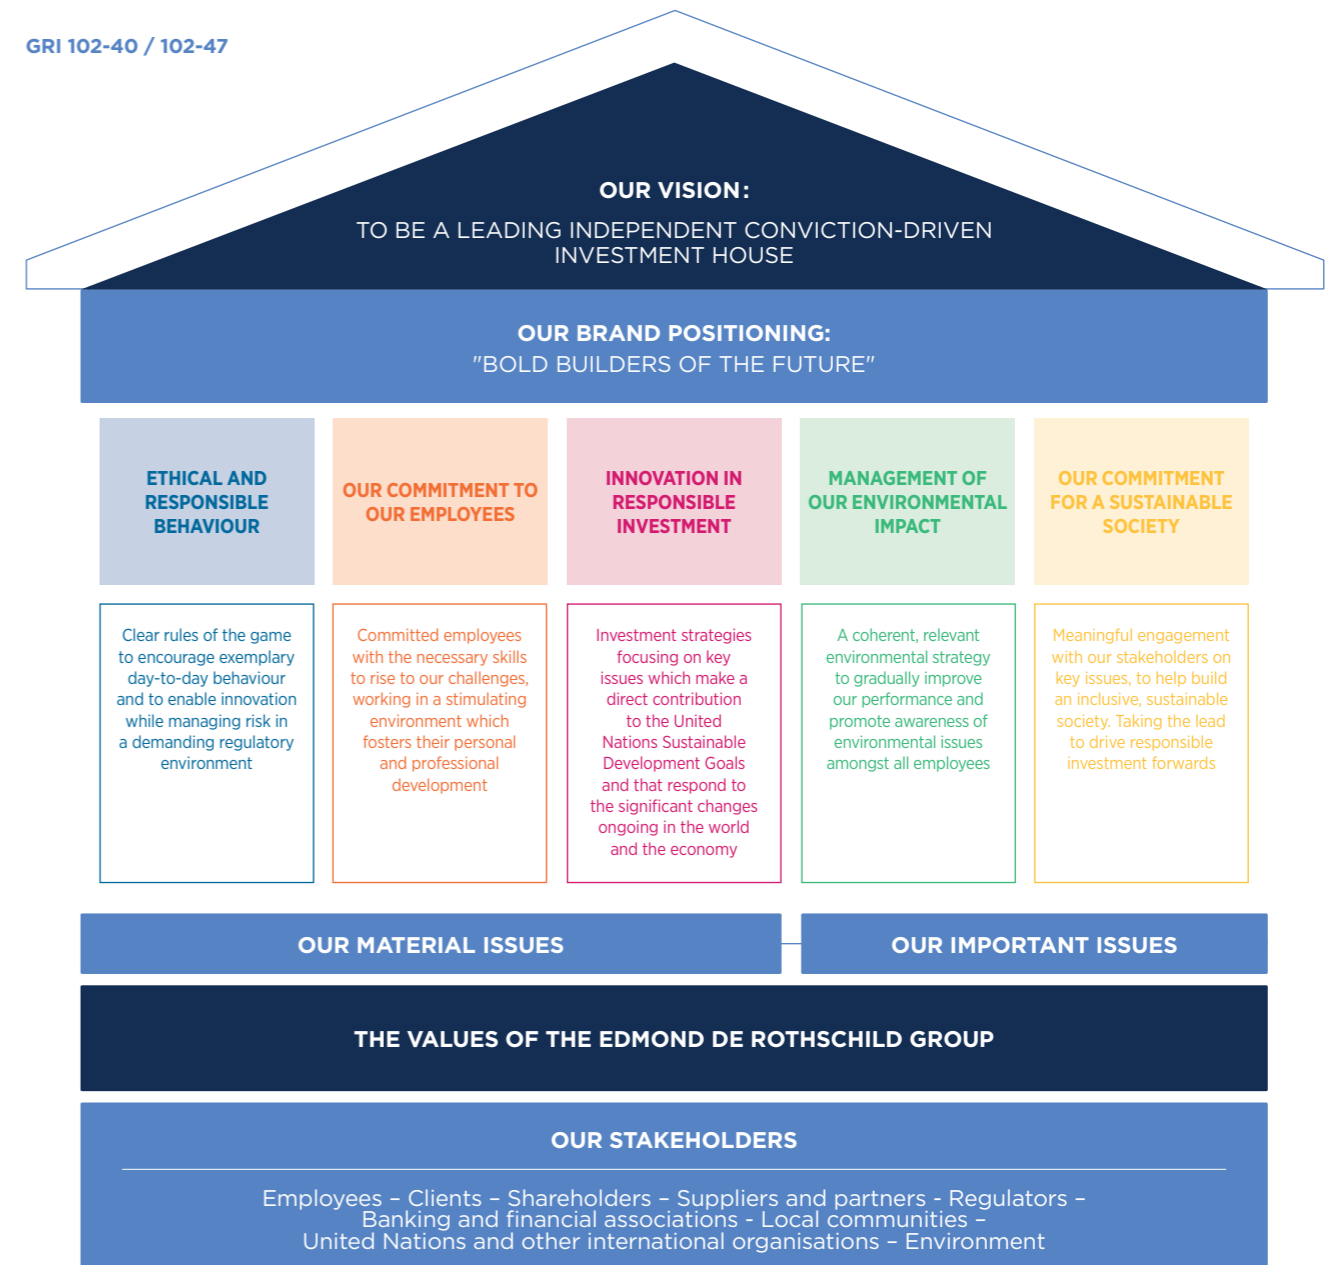 GRI 102-40 / 102-47
OUR VISION:
TO BE A LEADING INDEPENDENT CONVICTION-DRIVEN
INVESTMENT HOUSE
OUR BRAND POSITIONING:
"BOLD BUILDERS OF THE FUTURE"
ETHICAL AND
RESPONSIBLE
BEHAVIOUR
OUR COMMITMENT TO
OUR EMPLOYEES
INNOVATION IN
RESPONSIBLE
INVESTMENT
MANAGEMENT OF
OUR ENVIRONMENTAL
IMPACT
OUR COMMITMENT
FOR A SUSTAINABLE
SOCIETY
Clear rules of the game
to encourage exemplary
day-to-day behaviour
and to enable innovation
while managing risk in
a demanding regulatory
environment
Committed employees
with the necessary skills
to rise to our challenges,
working in a stimulating
environment which
fosters their personal
and professional
development
Investment strategies
focusing on key
issues which make a
direct contribution
to the United
Nations Sustainable
Development Goals
and that respond to
the significant changes
ongoing in the world
and the economy
A coherent, relevant
environmental strategy
to gradually improve
our performance and
promote awareness of
environmental issues
amongst all employees
Meaningful engagement
with our stakeholders on
key issues, to help build
an inclusive, sustainable
society. Taking the lead
to drive responsible
investment forwards
OUR MATERIAL ISSUES
OUR IMPORTANT ISSUES
THE VALUES OF THE EDMOND DE ROTHSCHILD GROUP
OUR STAKEHOLDERS
Employees – Clients – Shareholders – Suppliers and partners - Regulators –
Banking and financial associations - Local communities –
United Nations and other international organisations – Environment